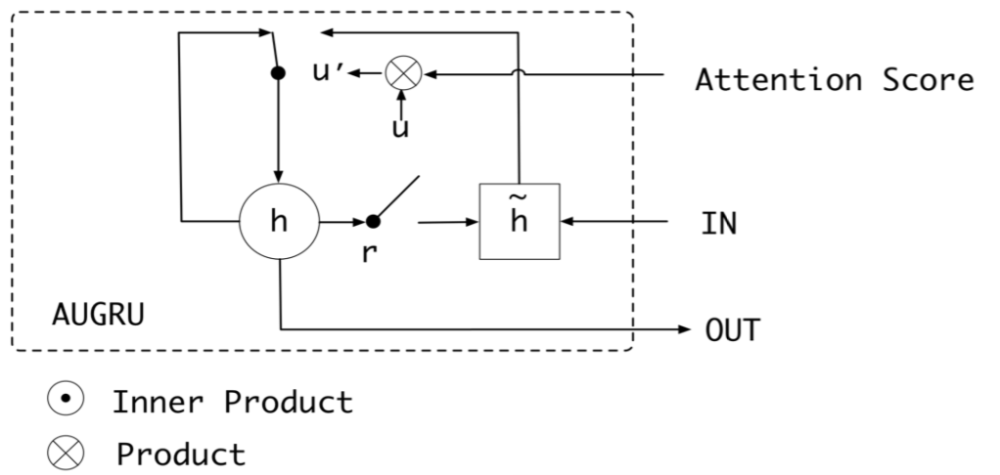 u′
Attention Score
u
h
h̃
IN
r
AUGRU
OUT
Inner Product
Product